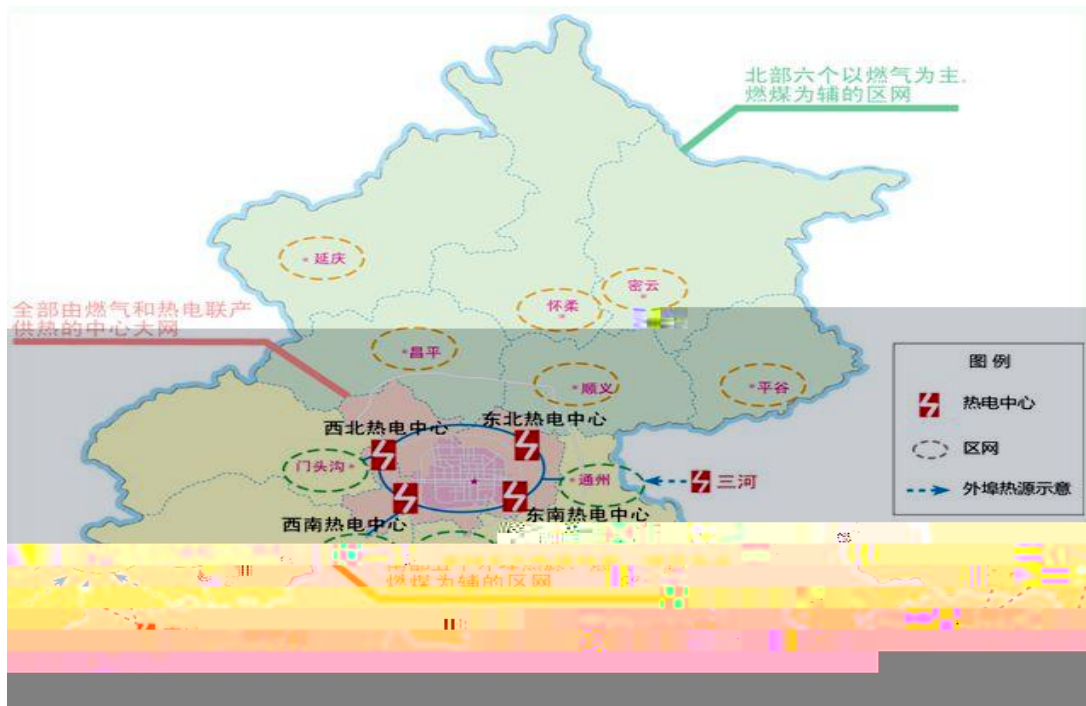 北部六个以燃气为主.
燃煤为辅的区网
延庆
密云
怀柔
全部由燃气和热电联产
供热的中心大网
昌平
顺义
平谷
图例
热电中心
区网
外埠热源示意
西北热电中心
东北热电中心
门头沟
通州
三河
西南热电中心
东南热电中心
燃煤为辅的区网